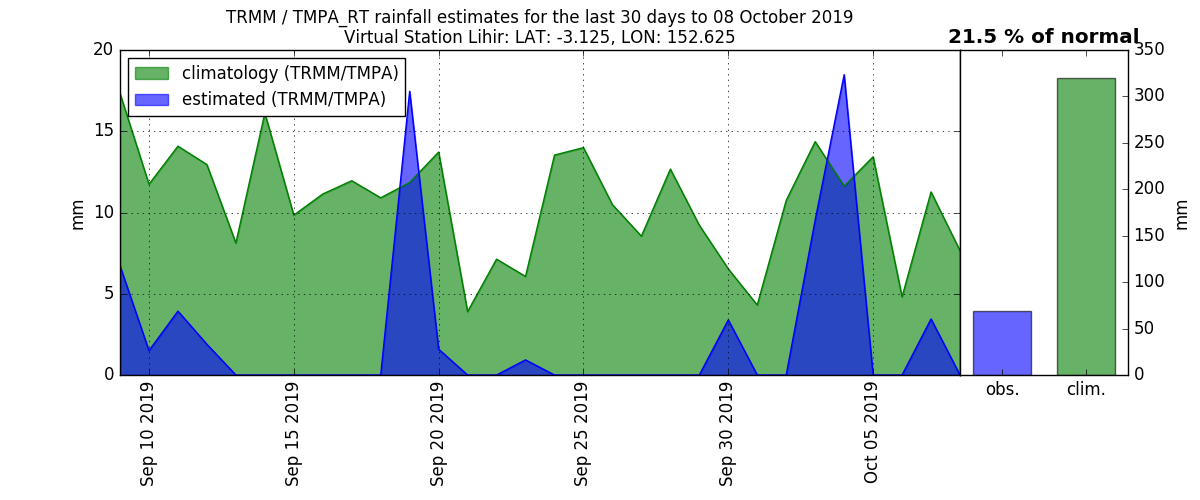 TRMM / TMPA_RT rainfall estimates for the last 30 days to 08 October 2019
Virtual Station Lihir: LAT: -3.125, LON: 152.625
21.5 % of normal
climatology (TRMM/TMPA)
estimated (TRMM/TMPA)
20
15
10
5
0
mm
350
300
250
200
150
100
50
0
mm
Sep 10 2019
Sep 15 2019
Sep 20 2019
Sep 25 2019
Sep 30 2019
Oct 05 2019
obs.
clim.